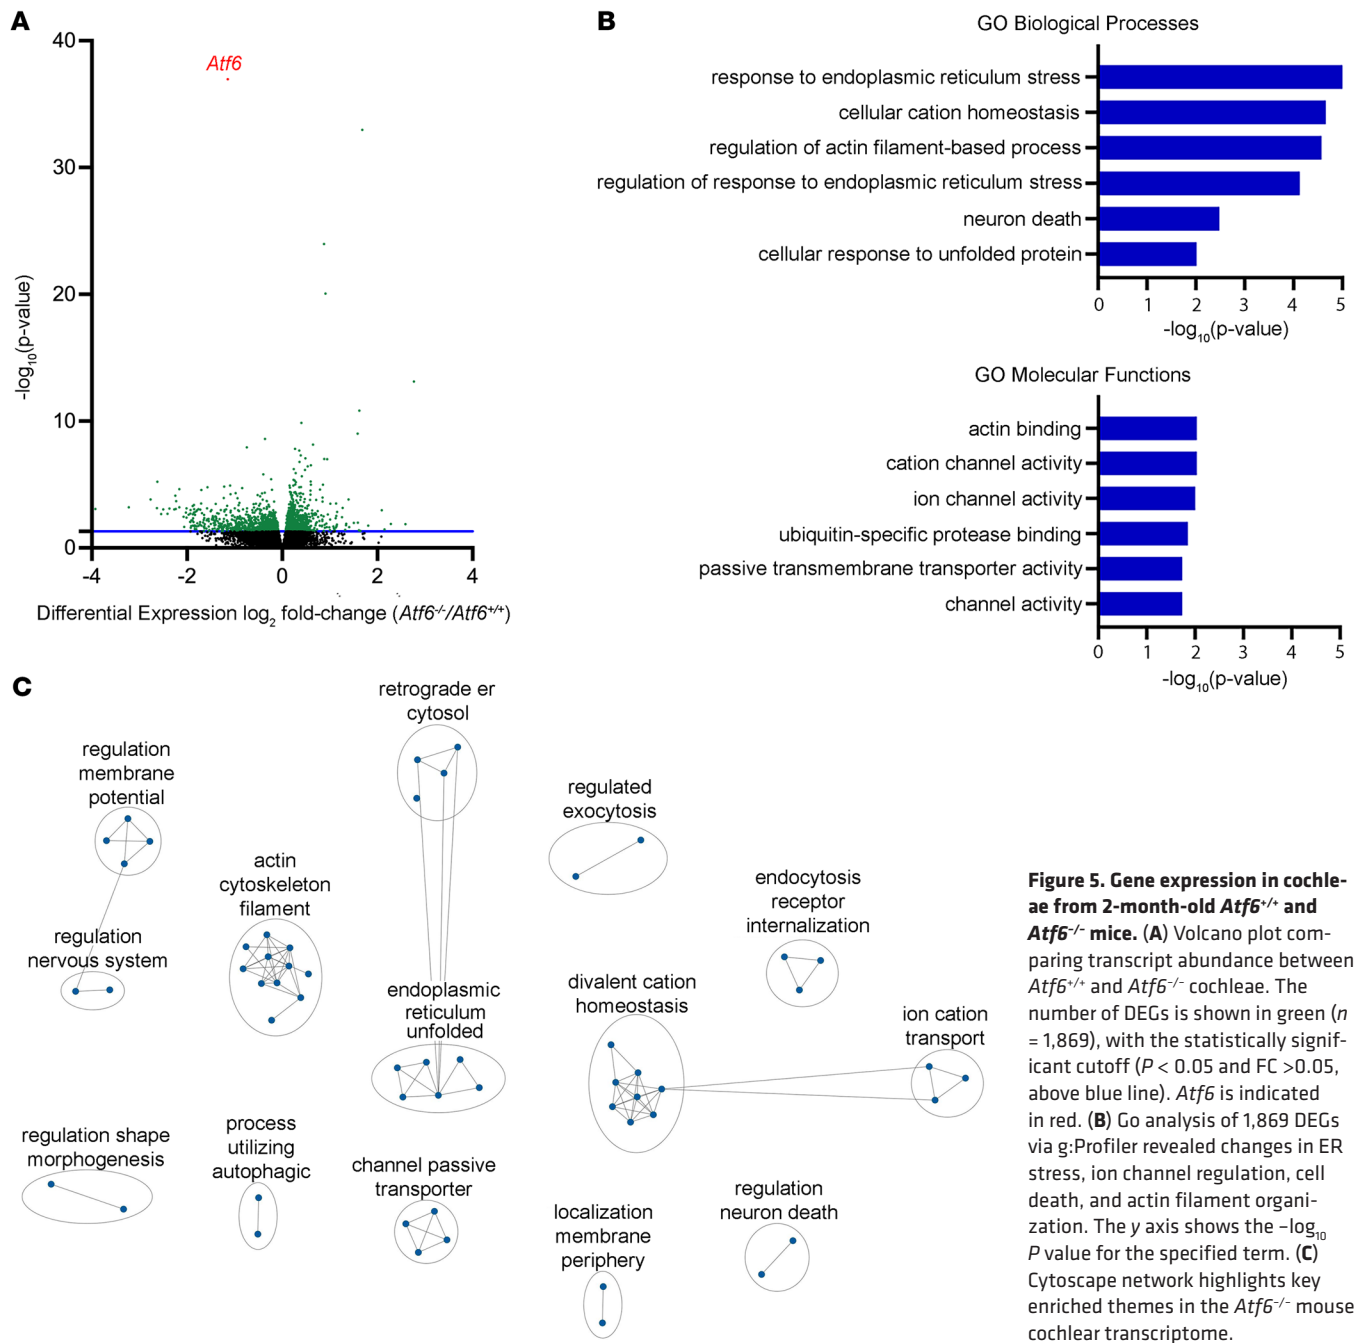 A
40
30
20
10
0
-log10(p-value)
Atf6
-4 -2 0 2 4
Differential Expression log2 fold-change (Atf6-/-/Atf6+/+)
B
GO Biological Processes
response to endoplasmic reticulum stress
cellular cation homeostasis
regulation of actin filament-based process
regulation of response to endoplasmic reticulum stress
neuron death
cellular response to unfolded protein
0 1 2 3 4 5
-log10(p-value)
GO Molecular Functions
actin binding
cation channel activity
ion channel activity
ubiquitin-specific protease binding
passive transmembrane transporter activity
channel activity
0 1 2 3 4 5
-log10(p-value)
C
retrograde er
cytosol
regulation
membrane
potential
regulated
exocytosis
actin
cytoskeleton
filament
endocytosis
receptor
internalization
regulation
nervous system
endoplasmic
reticulum
unfolded
divalent cation
homeostasis
ion cation
transport
regulation shape
morphogenesis
process
utilizing
autophagic
channel passive
transporter
localization
membrane
periphery
regulation
neuron death
Figure 5. Gene expression in cochle-
ae from 2-month-old Atf6+/+ and
Atf6–/– mice. (A) Volcano plot com-
paring transcript abundance between
Atf6+/+ and Atf6–/– cochleae. The
number of DEGs is shown in green (n
= 1,869), with the statistically signif-
icant cutoff (P < 0.05 and FC >0.05,
above blue line). Atf6 is indicated
in red. (B) Go analysis of 1,869 DEGs
via g:Profiler revealed changes in ER
stress, ion channel regulation, cell
death, and actin filament organi-
zation. The y axis shows the –log10
P value for the specified term. (C)
Cytoscape network highlights key
enriched themes in the Atf6–/– mouse
cochlear transcriptome.